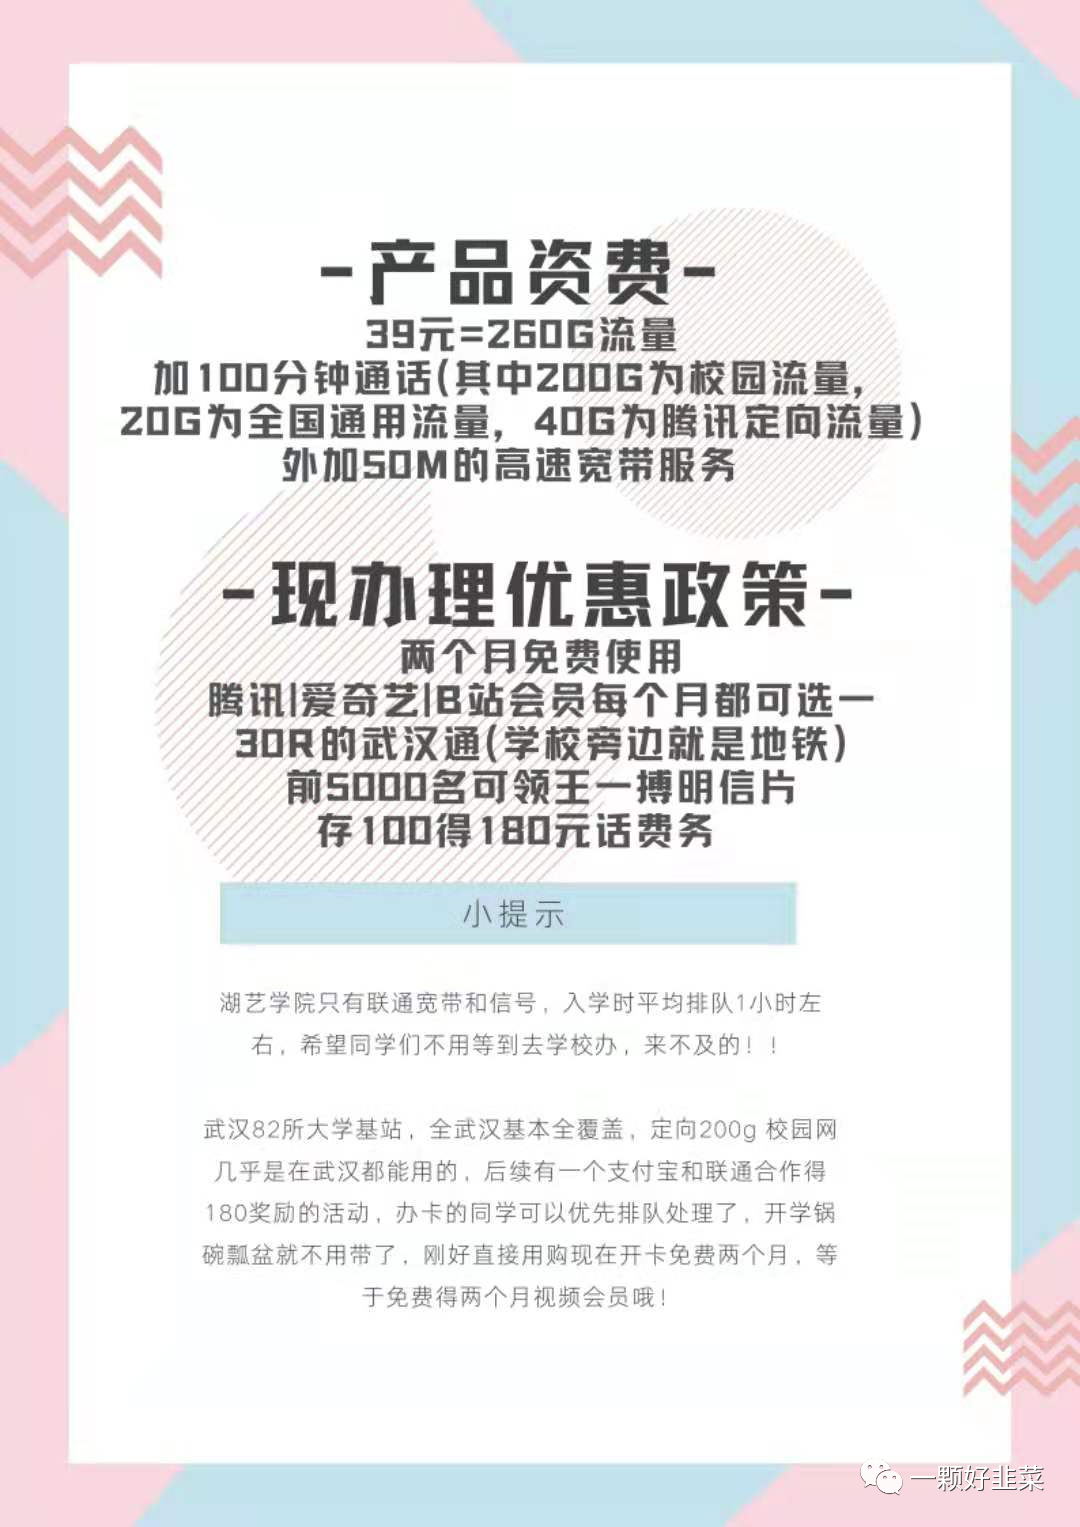 -产品资费-
39元=260G流量
加100分钟通话(其中200G为校园流量,
20G为全国通用流量, 40G为腾讯定向流量)
外加50M的高速宽带服务
-现办理优惠政策-
两个月免费使用
腾讯|爱奇艺|B站会员每个月都可选一
30R的武汉通(学校旁边就是地铁)
前5000名可领王一搏明信片
存100得180元话费务
小提示
湖艺学院只有联通宽带和信号，入学时平均排队1小时左
右，希望同学们不用等到去学校办，来不及的！！
武汉82所大学基站，全武汉基本全覆盖，定向200g 校园网
几乎是在武汉都能用的，后续有一个支付宝和联通合作得
180奖励的活动，办卡的同学可以优先排队处理了，开学锅
碗瓢盆就不用带了，刚好直接用购现在开卡免费两个月，等
于免费得两个月视频会员哦！
一颗好韭菜